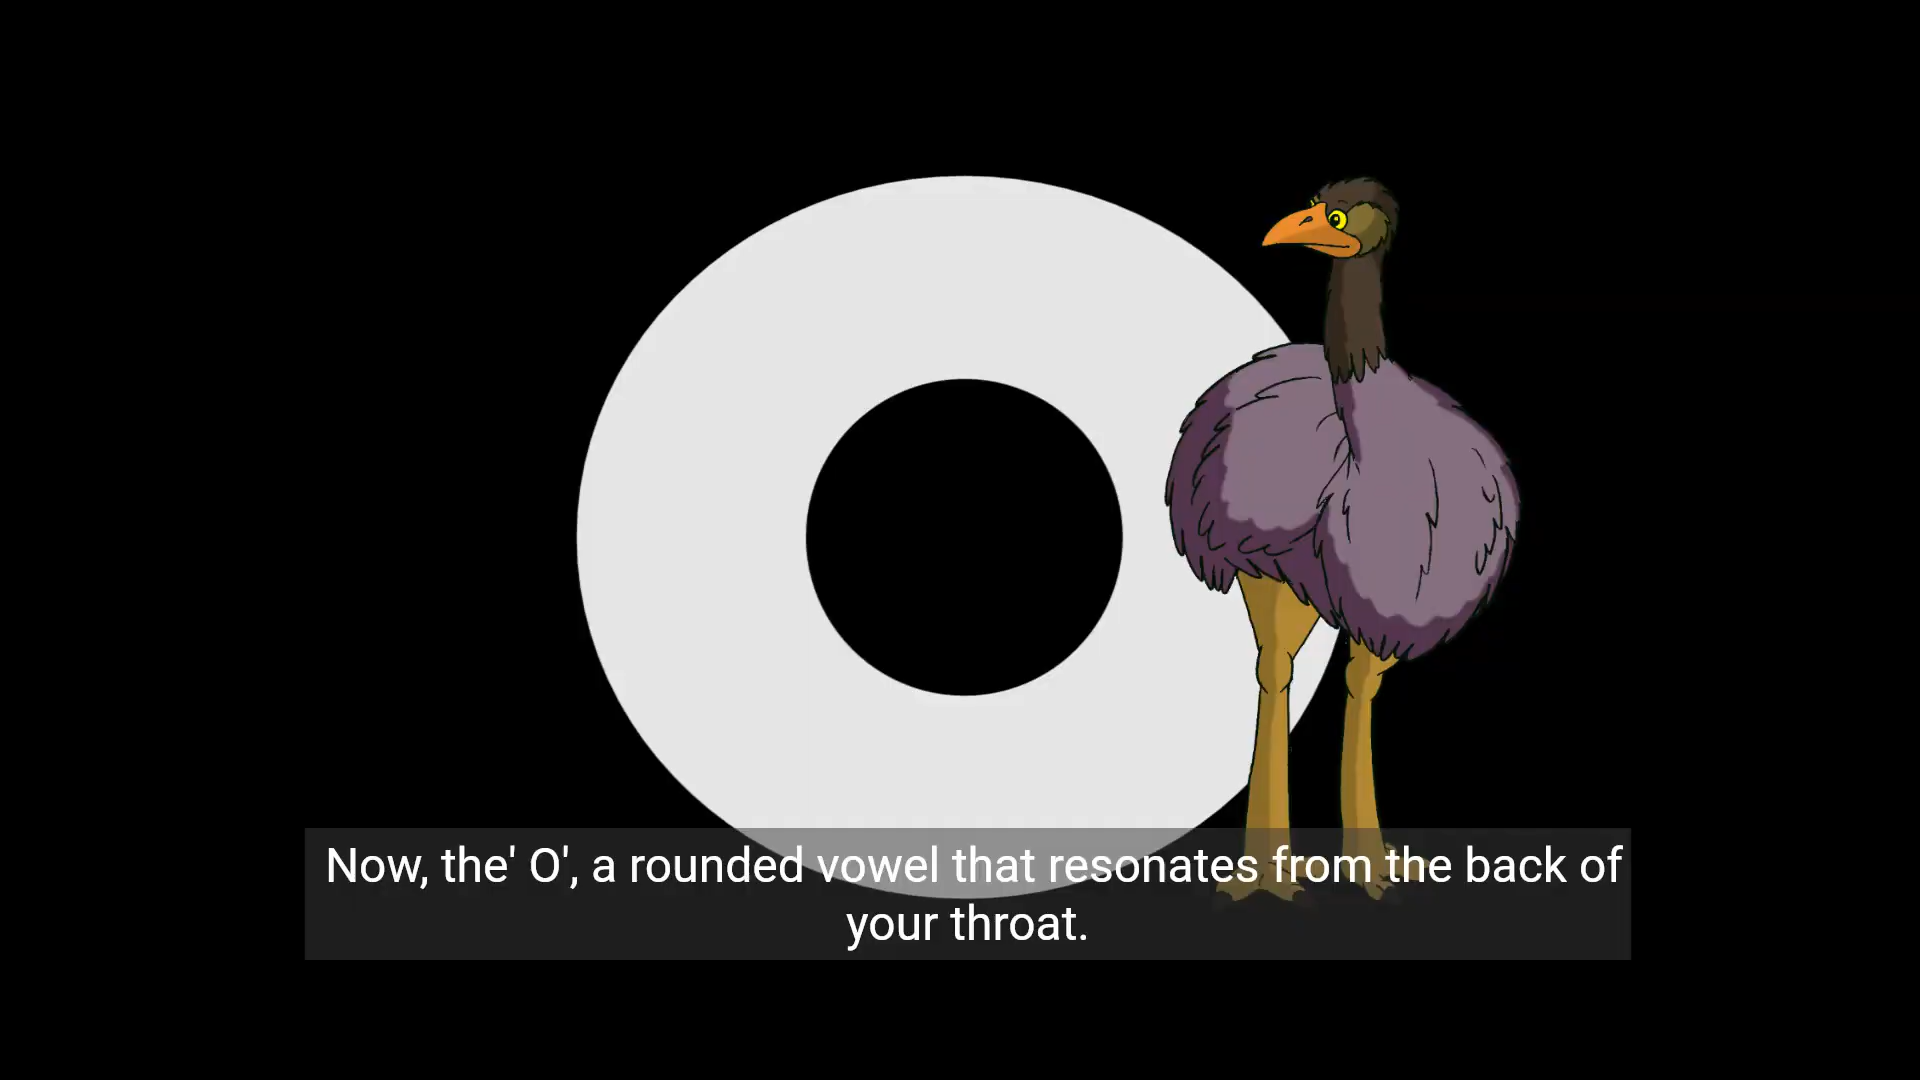 O
Now, the' O', a rounded vowel that resonates from the back of
your throat.